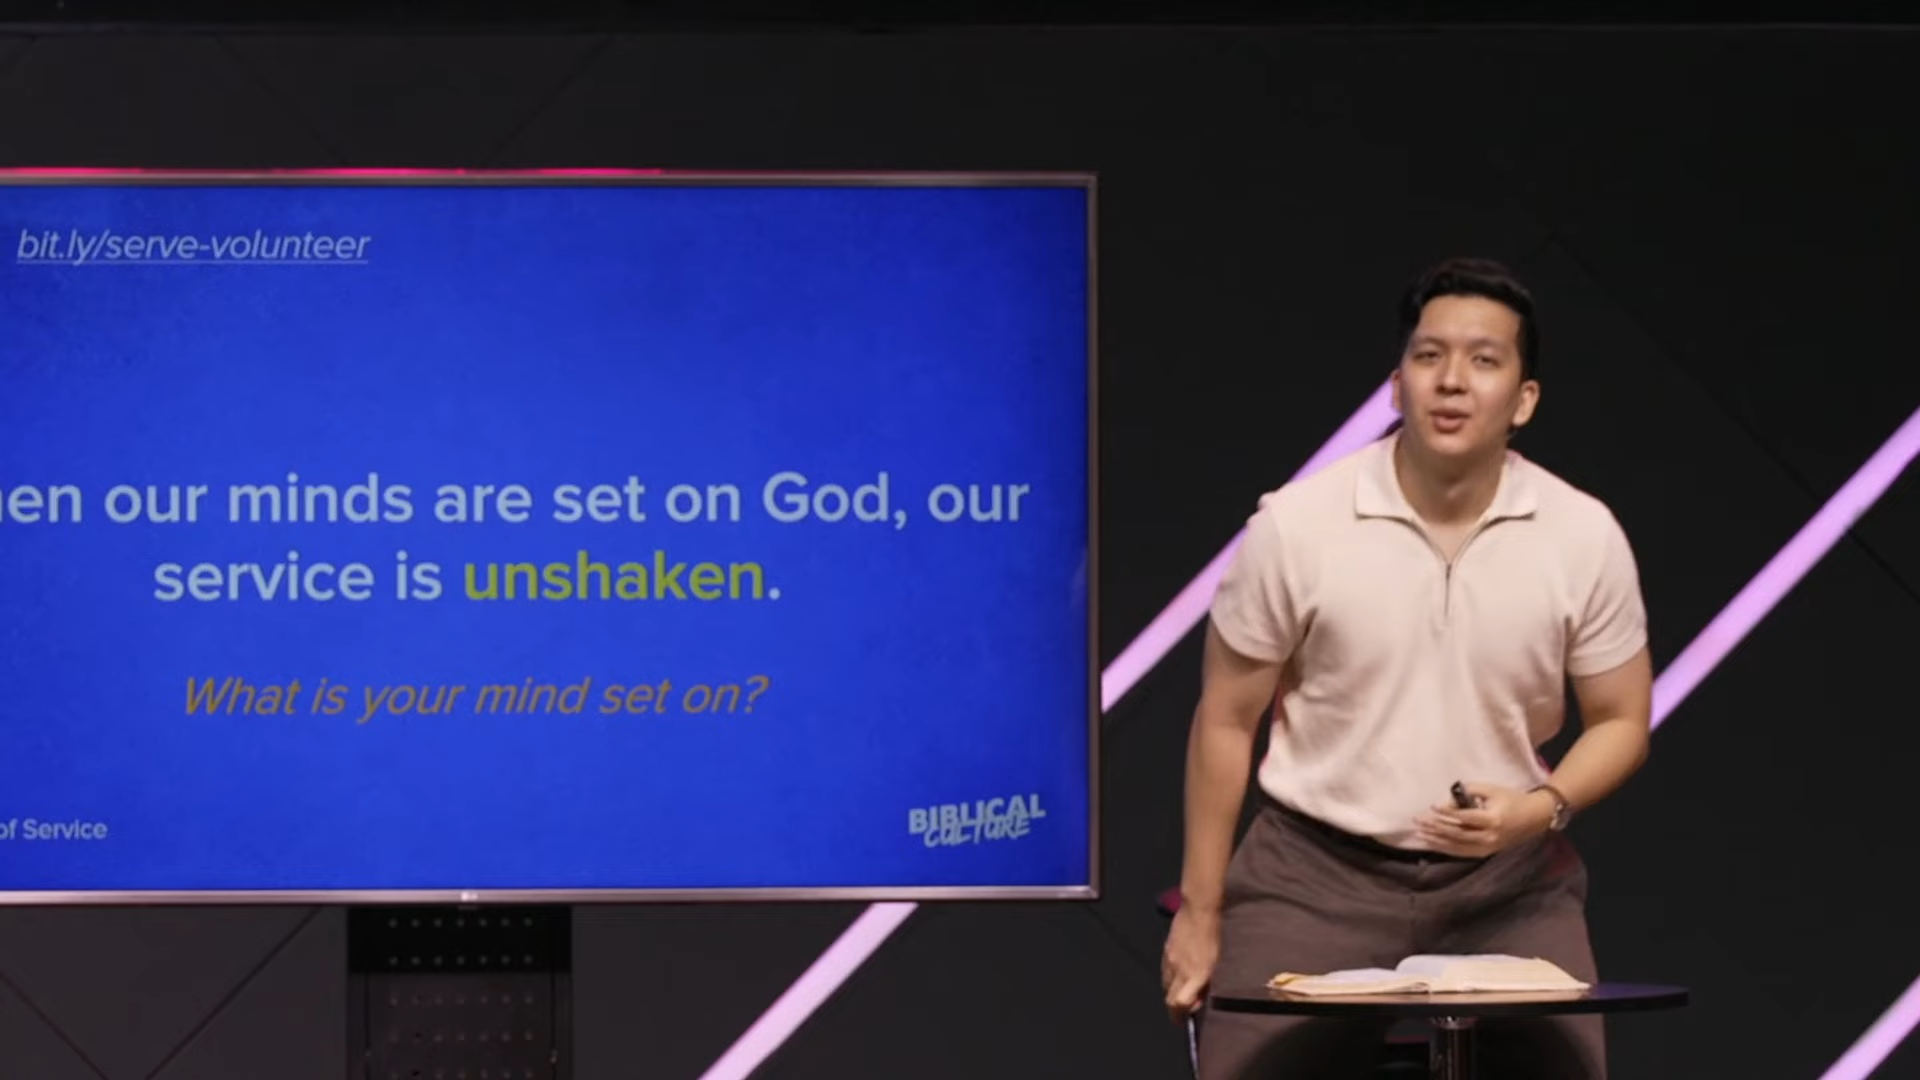 bit.ly/serve-volunteer
our minds are set on God, our
service is unshaken.
What is your mind set on?
of Service
BIBLICAL
CULTURE